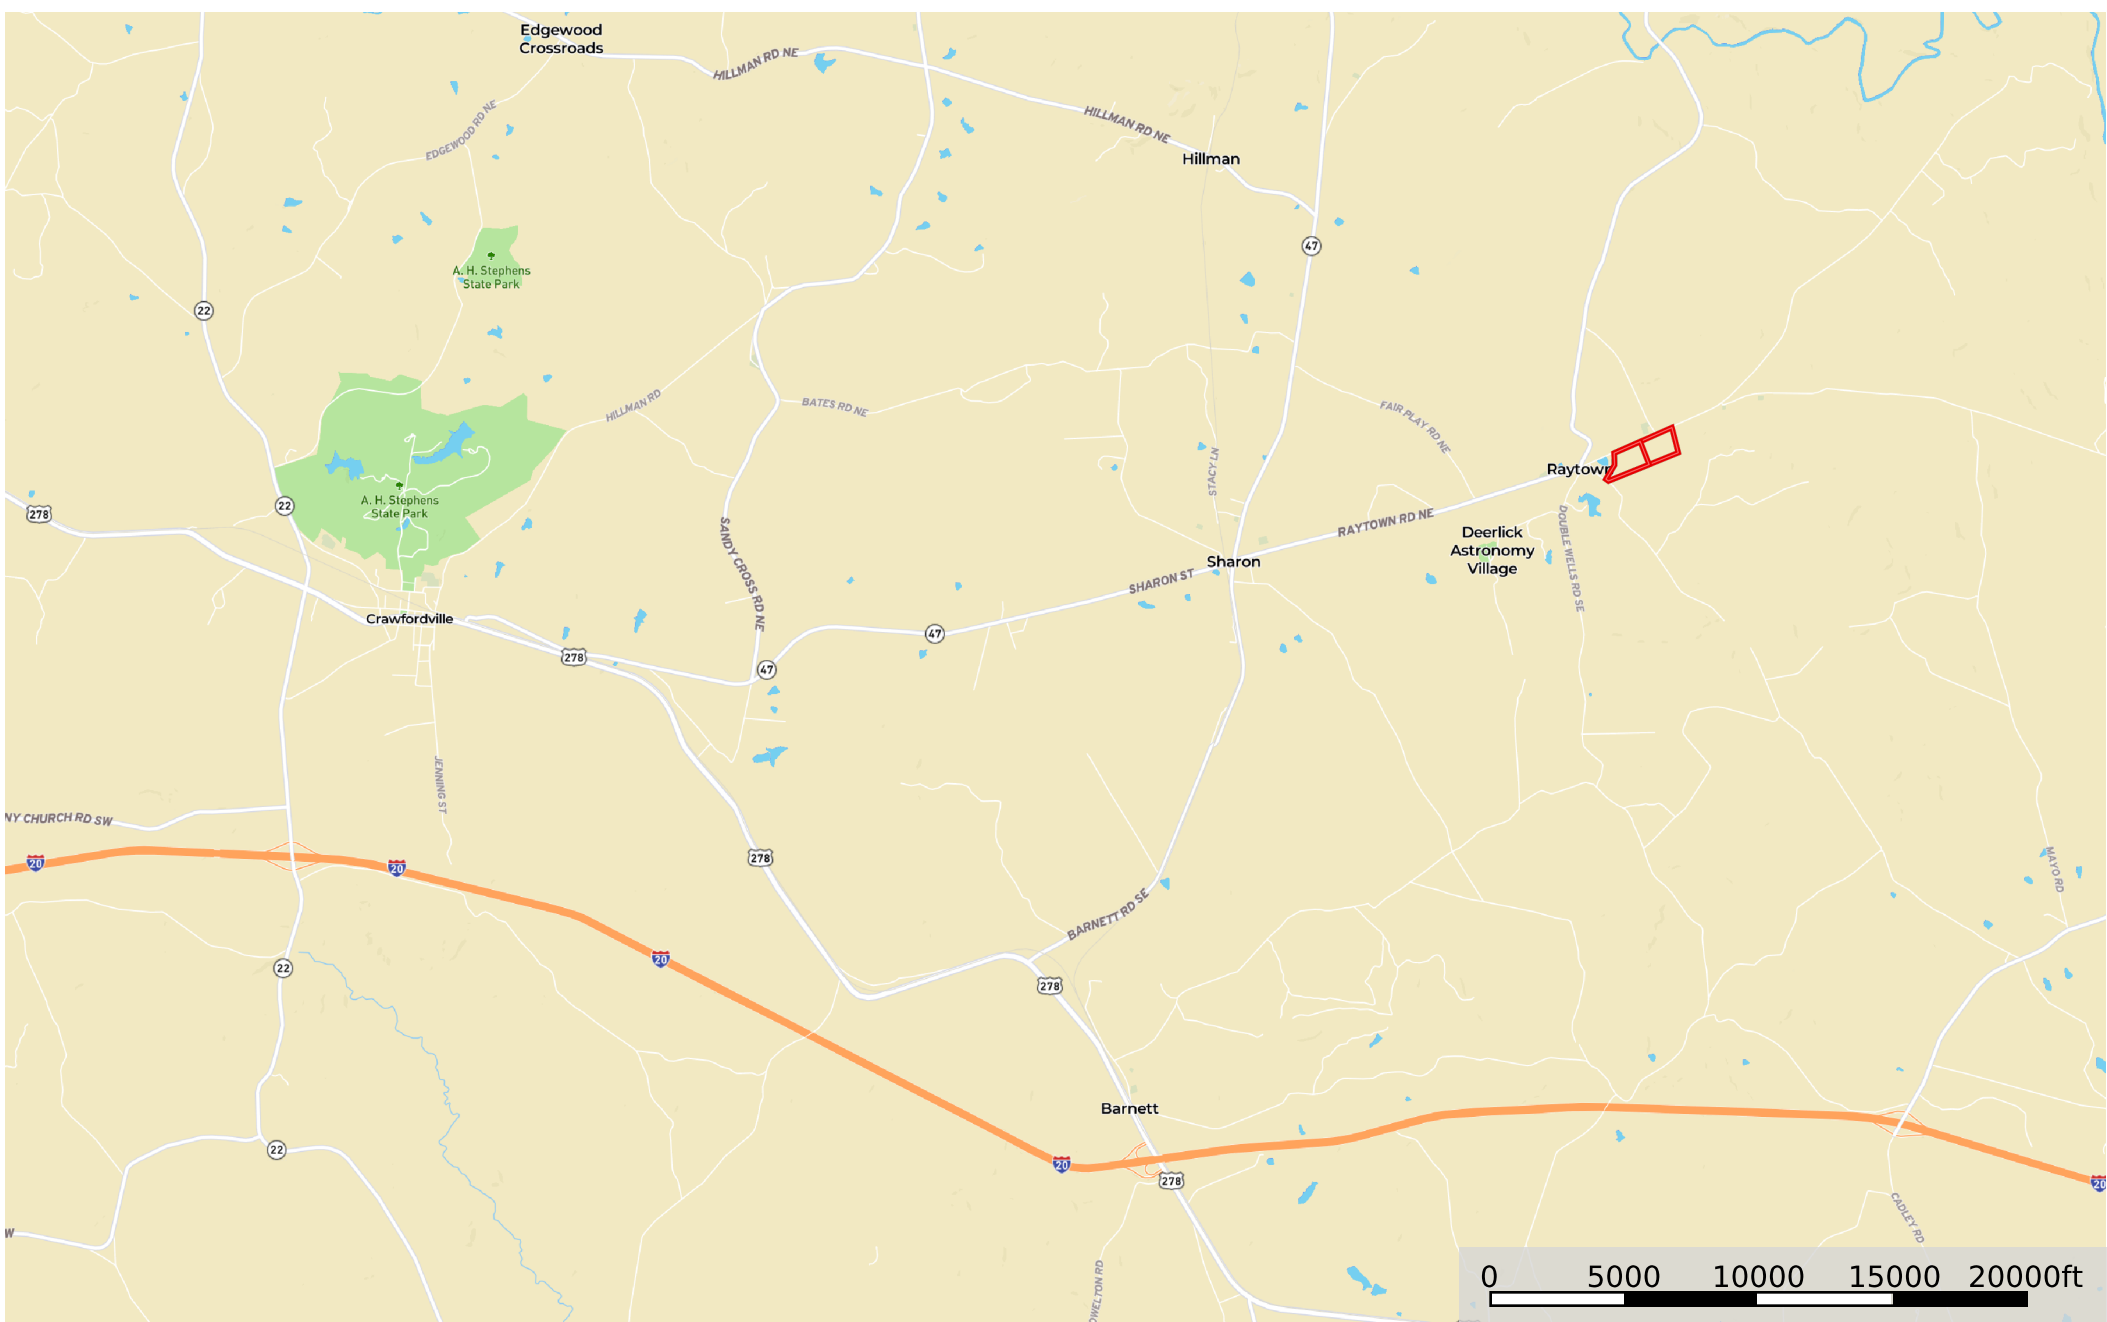 Edgewood
Crossroads
HILLMAN RD NE
HILLMAN RD NE
EDGEWOOD RD NE
Hillman
47
A. H. Stephens
State Park
22
HILLMAN RD
BATES RD NE
FAIR PLAY RD NE
STACY LN
Raytown
A. H. Stephens
State Park
22
278
RAYTOWN RD NE
DOUBLE WELLS RD SE
Deerlick
Astronomy
Village
SANDY CROSS RD NE
Sharon
SHARON ST
Crawfordville
47
278
47
JENNING ST
NY CHURCH RD SW
20
20
278
MAYO RD
BARNETT RD SE
20
22
278
Barnett
22
20
278
20
CADLEY RD
W
OWELTON RD
0 5000 10000 15000 20000ft